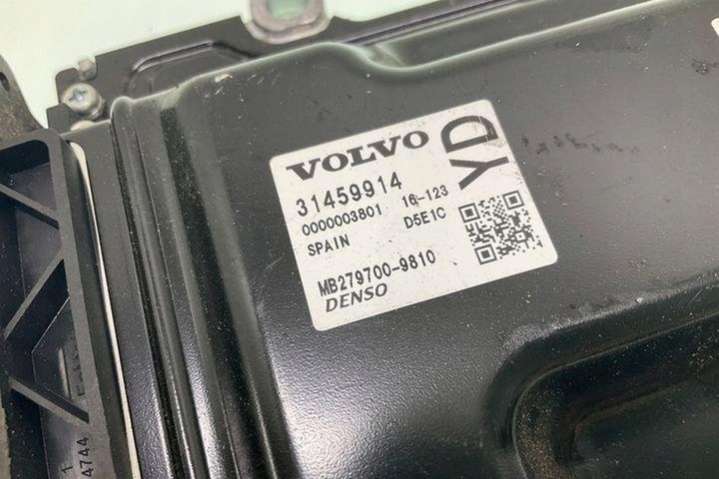 VOLVO
YD
31459914
0000003801 16-123
SPAIN D5E1C
MB279700-9810
DENSO
4744